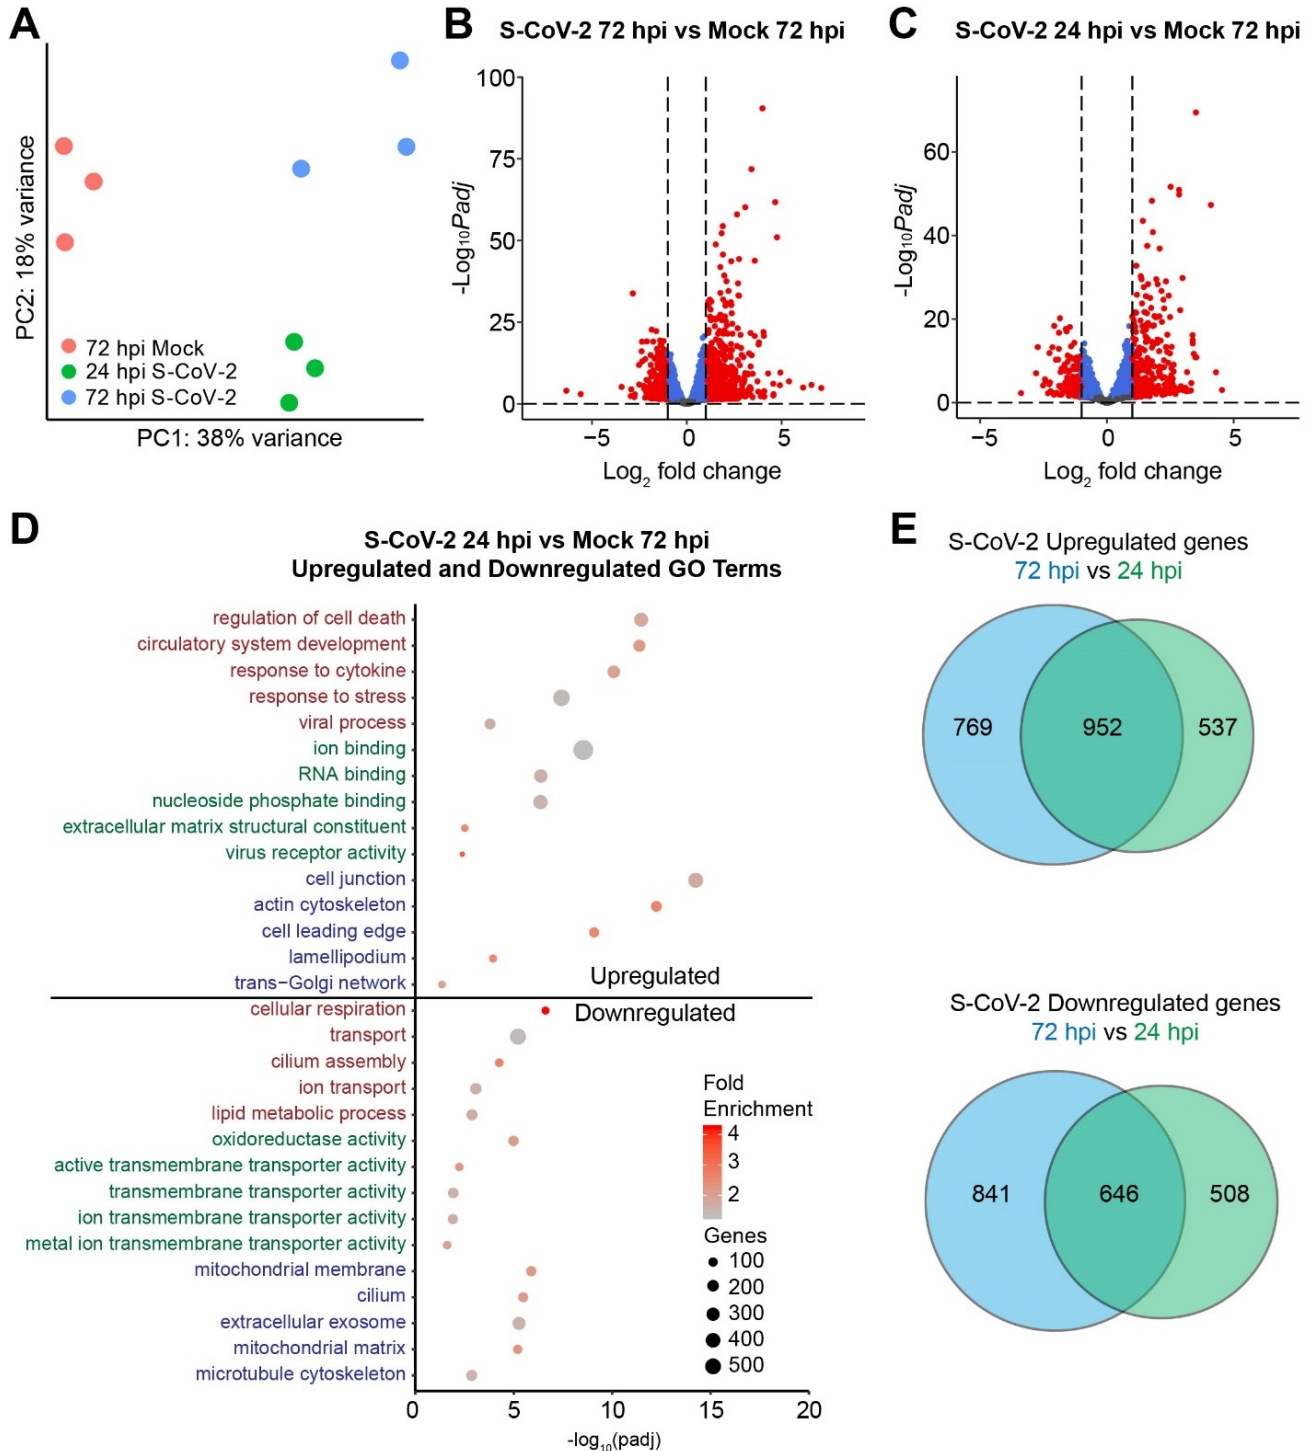 A
PC2: 18% variance
72 hpi Mock
24 hpi S-CoV-2
72 hpi S-CoV-2
PC1: 38% variance
B
S-CoV-2 72 hpi vs Mock 72 hpi
-Log10Padj
100
75
50
25
0
−5
0
5
Log2 fold change
C
S-CoV-2 24 hpi vs Mock 72 hpi
-Log10Padj
60
40
20
0
−5
0
5
Log2 fold change
D
S-CoV-2 24 hpi vs Mock 72 hpi
Upregulated and Downregulated GO Terms
regulation of cell death
circulatory system development
response to cytokine
response to stress
viral process
ion binding
RNA binding
nucleoside phosphate binding
extracellular matrix structural constituent
virus receptor activity
cell junction
actin cytoskeleton
cell leading edge
lamellipodium
trans−Golgi network
Upregulated
Downregulated
cellular respiration
transport
cilium assembly
ion transport
lipid metabolic process
oxidoreductase activity
active transmembrane transporter activity
transmembrane transporter activity
ion transmembrane transporter activity
metal ion transmembrane transporter activity
mitochondrial membrane
cilium
extracellular exosome
mitochondrial matrix
microtubule cytoskeleton
Fold
Enrichment
4
3
2
Genes
100
200
300
400
500
0
5
10
15
20
-log10(padj)
E
S-CoV-2 Upregulated genes
72 hpi vs 24 hpi
769
952
537
S-CoV-2 Downregulated genes
72 hpi vs 24 hpi
841
646
508